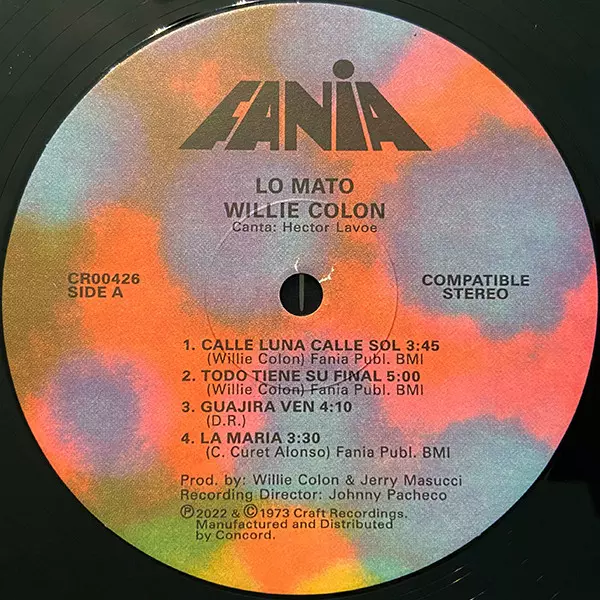 FANIA
LO MATO
WILLIE COLON
Canta: Hector Lavoe
CR00426
SIDE A
COMPATIBLE
STEREO
1. CALLE LUNA CALLE SOL 3:45
(Willie Colon) Fania Publ. BMI
2. TODO TIENE SU FINAL 5:00
(Willie Colon) Fania Publ. BMI
3. GUAJIRA VEN 4:10
(D.R.)
4. LA MARIA 3:30
(C. Curet Alonso) Fania Publ. BMI
Prod. by: Willie Colon & Jerry Masucci
Recording Director: Johnny Pacheco
℗2022 & ©1973 Craft Recordings.
Manufactured and Distributed
by Concord.